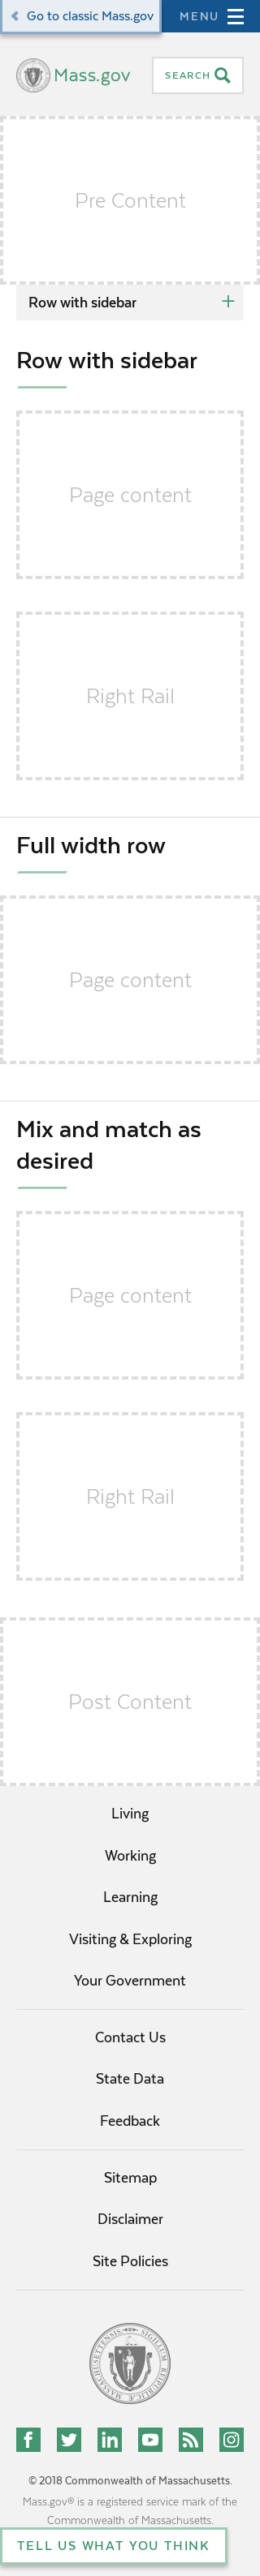 Go to classic Mass.gov
MENU
Mass.gov
SEARCH
Pre Content
Row with sidebar
Row with sidebar
Page content
Right Rail
Full width row
Page content
Mix and match as
desired
Page content
Right Rail
Post Content
Living
Working
Learning
Visiting & Exploring
Your Government
Contact Us
State Data
Feedback
Sitemap
Disclaimer
Site Policies
© 2018 Commonwealth of Massachusetts.
Mass.gov® is a registered service mark of the
Commonwealth of Massachusetts.
TELL US WHAT YOU THINK